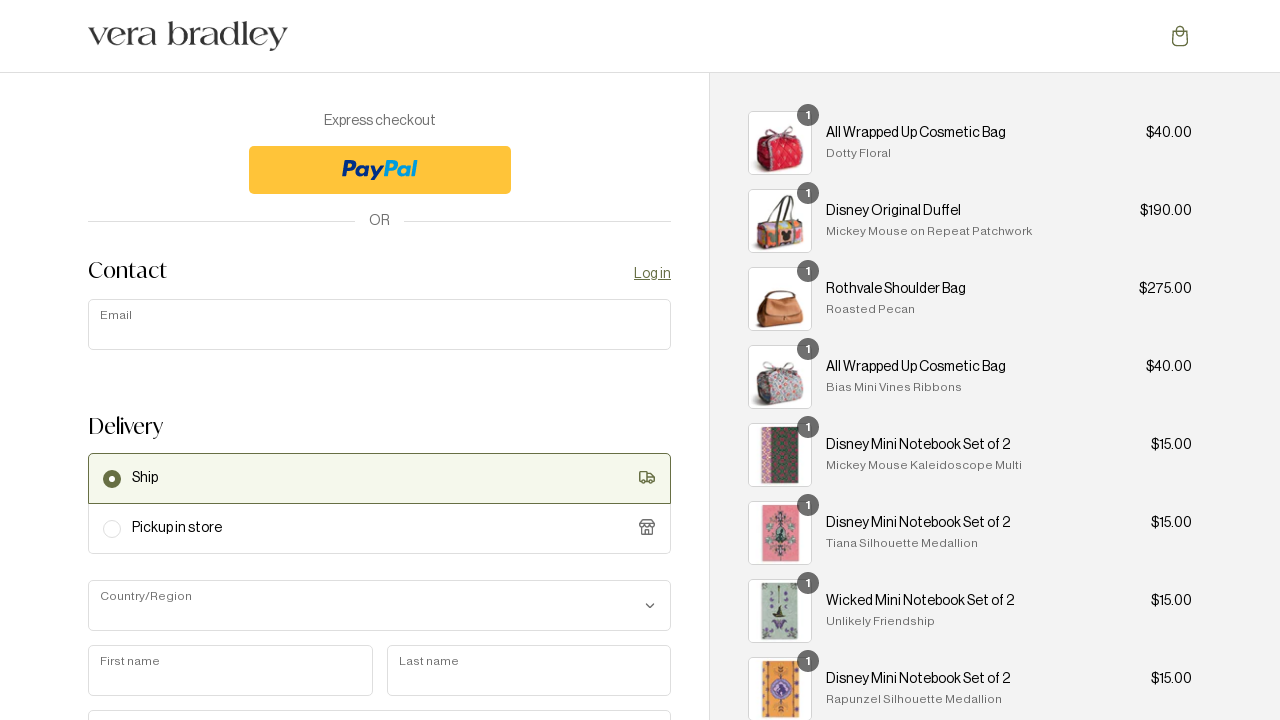 vera bradley
Express checkout
PayPal
OR
Contact
Log in
Email
Delivery
Ship
Pickup in store
Country/Region
First name
Last name
1
All Wrapped Up Cosmetic Bag
$40.00
Dotty Floral
1
Disney Original Duffel
$190.00
Mickey Mouse on Repeat Patchwork
1
Rothvale Shoulder Bag
$275.00
Roasted Pecan
1
All Wrapped Up Cosmetic Bag
$40.00
Bias Mini Vines Ribbons
1
Disney Mini Notebook Set of 2
$15.00
Mickey Mouse Kaleidoscope Multi
1
Disney Mini Notebook Set of 2
$15.00
Tiana Silhouette Medallion
1
Wicked Mini Notebook Set of 2
$15.00
Unlikely Friendship
1
Disney Mini Notebook Set of 2
$15.00
Rapunzel Silhouette Medallion